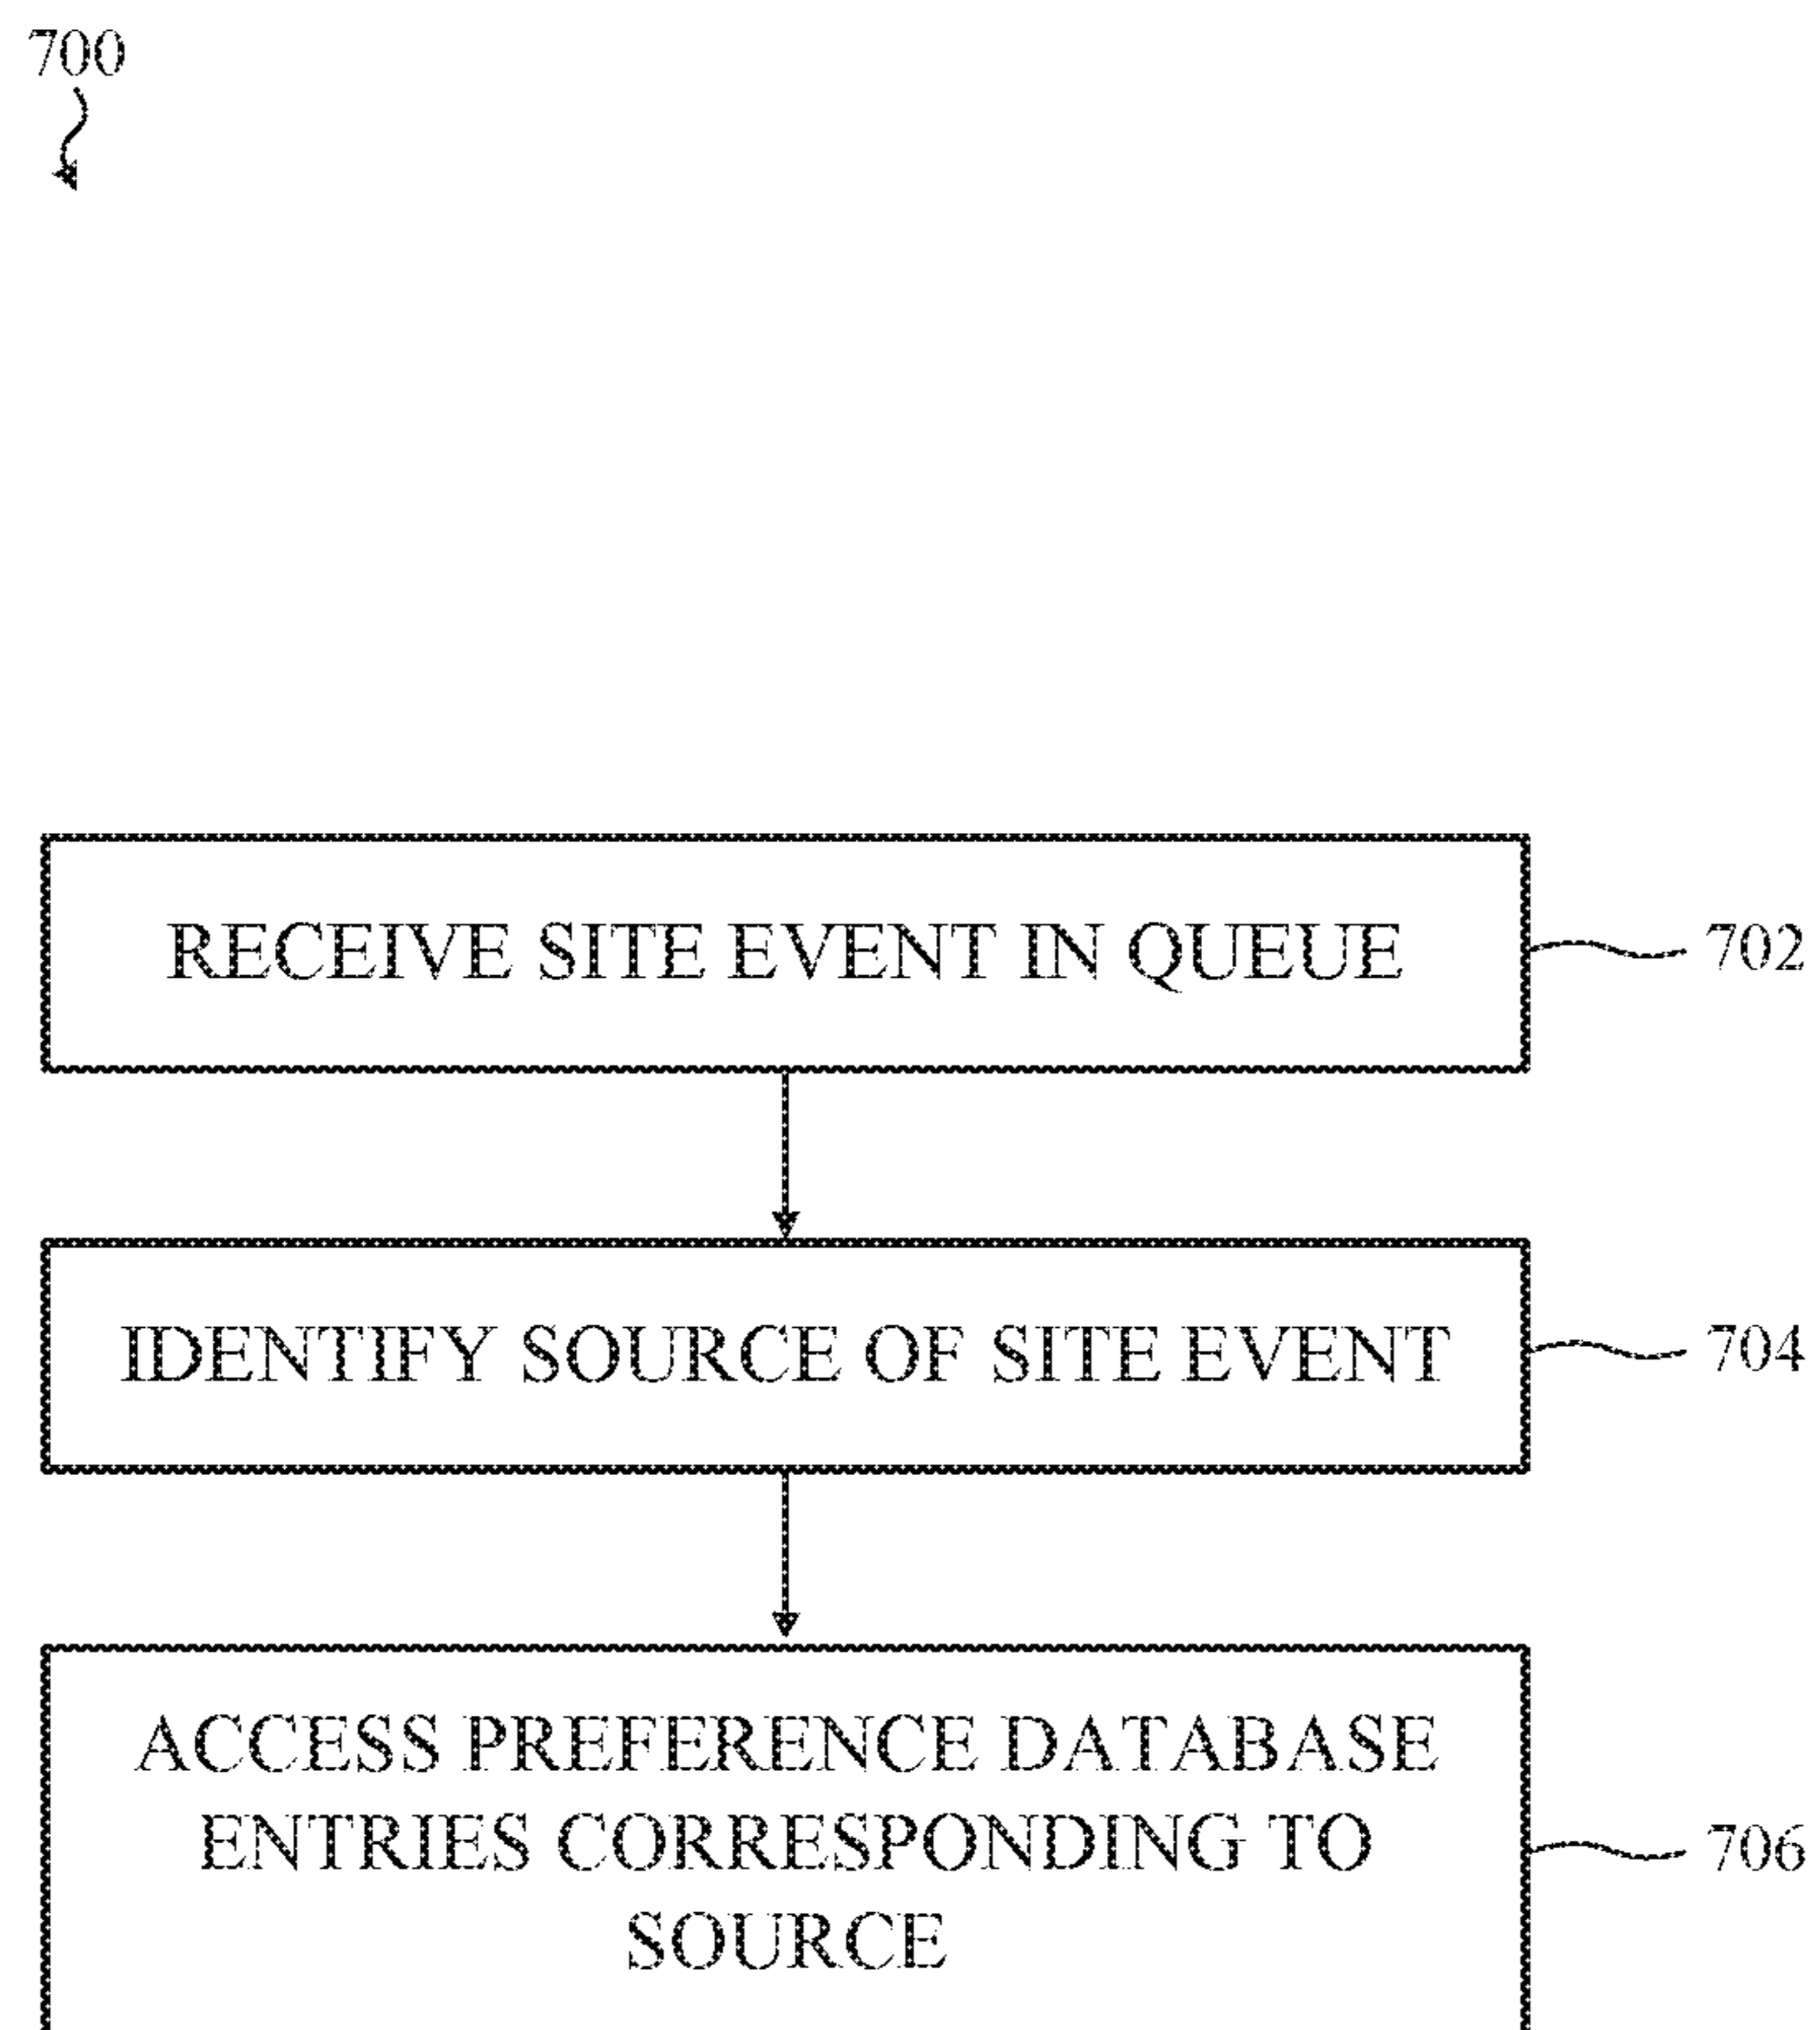 700
RECEIVE SITE EVENT IN QUEUE
702
IDENTIFY SOURCE OF SITE EVENT
704
ACCESS PREFERENCE DATABASE
ENTRIES CORRESPONDING TO
SOURCE
706